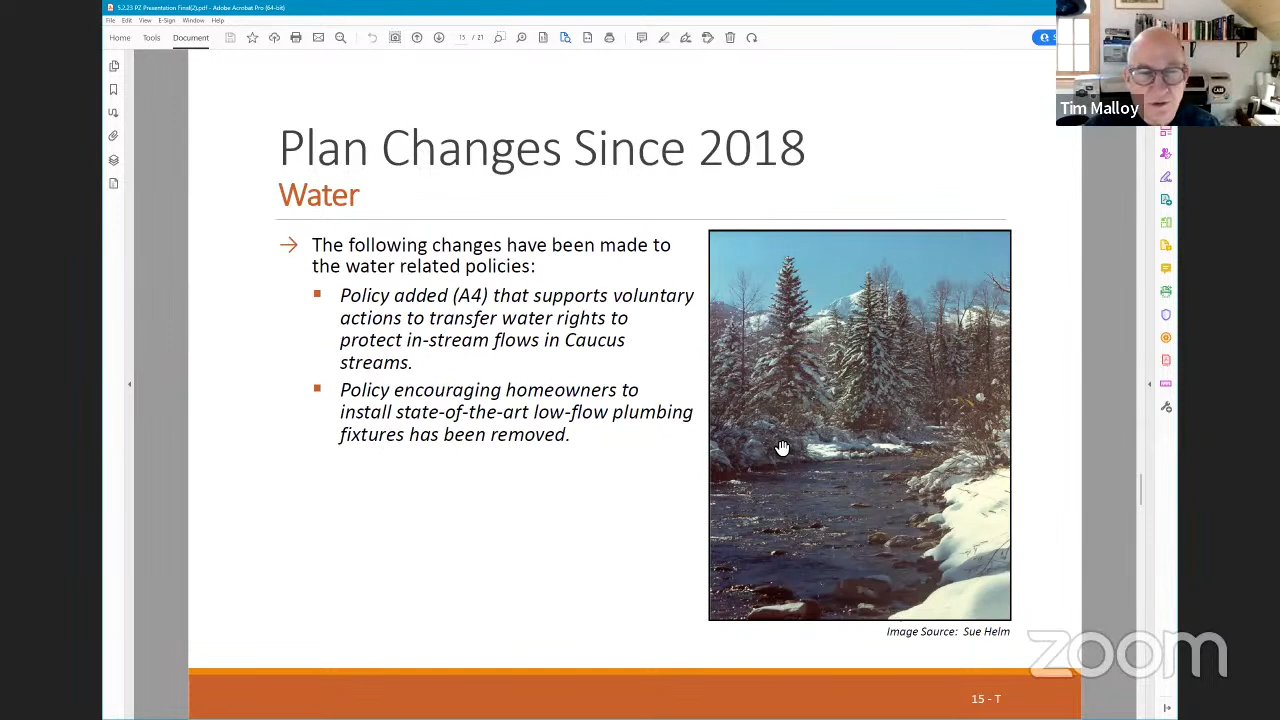 5.2.23 PZ Presentation Final(2).pdf - Adobe Acrobat Pro (64-bit)
File Edit View E-Sign Window Help
Home Tools Document
15 /
Tim Malloy
Plan Changes Since 2018
Water
The following changes have been made to
the water related policies:
Policy added (A4) that supports voluntary
actions to transfer water rights to
protect in-stream flows in Caucus
streams.
Policy encouraging homeowners to
install state-of-the-art low-flow plumbing
fixtures has been removed.
Image Source: Sue Helm
zoom
15 - T